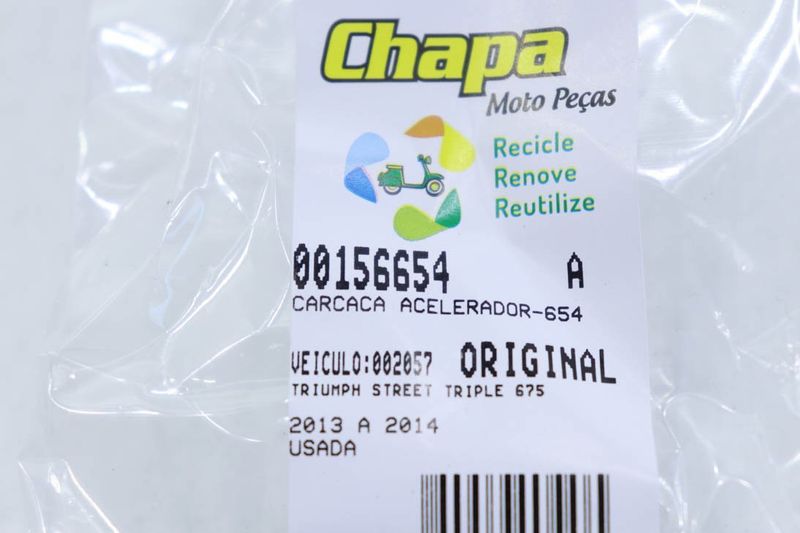 Chapa
Moto Peças
Recicle
Renove
Reutilize
00156654 A
CARCACA ACELERADOR-654
VEICULO:002057 ORIGINAL
TRIUMPH STREET TRIPLE 675
2013 A 2014
USADA